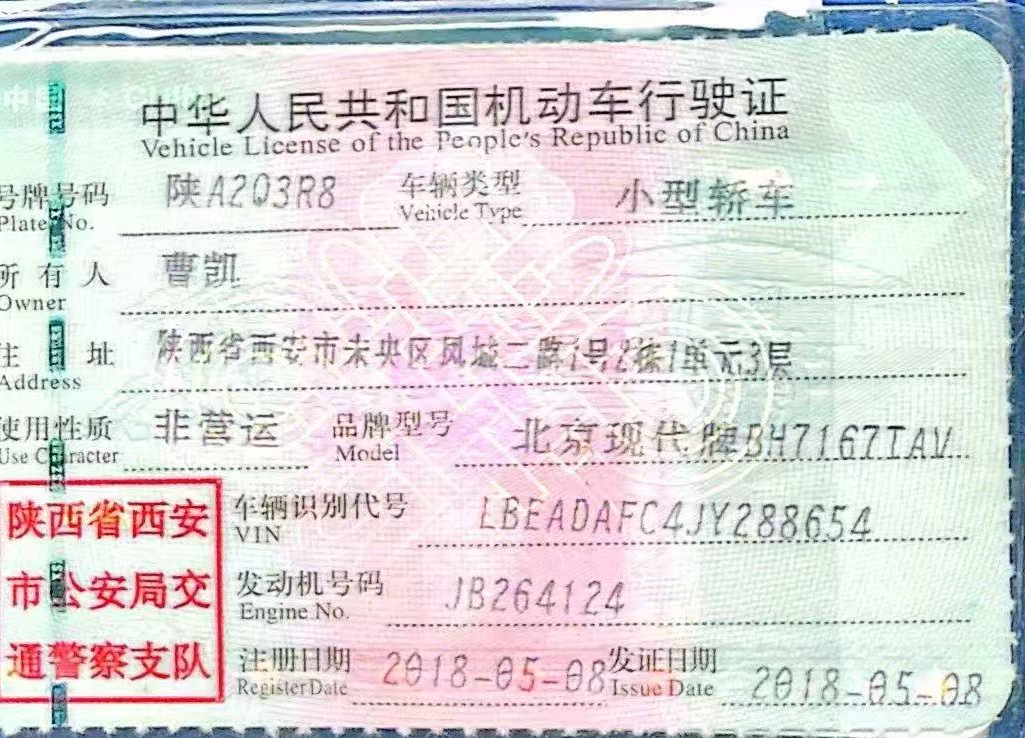 中华人民共和国机动车行驶证
Vehicle License of the People's Republic of China
号牌号码 陕A2Q3R8 车辆类型 小型轿车
Plate No. Vehicle Type
所有人 曹凯
Owner
住址 陕西省西安市未央区凤城二路1号2栋1单元3层
Address
使用性质 非营运 品牌型号 北京现代牌BH7167TAV
Use Character Model
陕西省西安 车辆识别代号 LBEADAFC4JY288654
VIN
市公安局交 发动机号码 JB264124
Engine No.
通警察支队 注册日期 2018-05-08 发证日期 2018-05-08
Register Date Issue Date